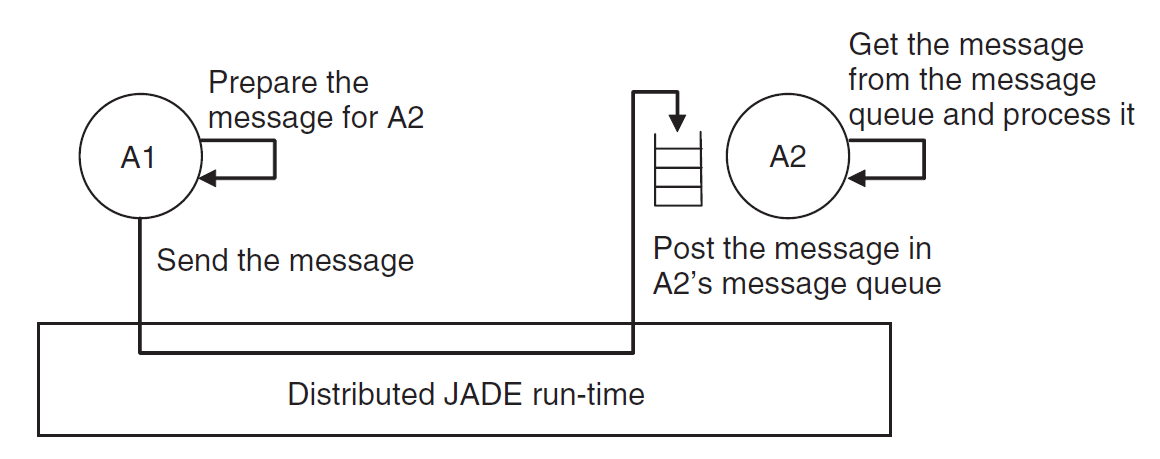 Prepare the
message for A2
A1
Send the message
Get the message
from the message
queue and process it
A2
Post the message in
A2’s message queue
Distributed JADE run-time